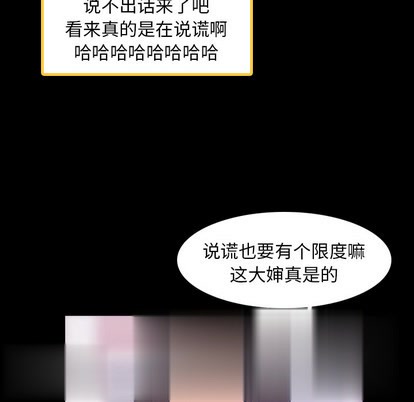 说不出话来了吧
看来真的是在说谎啊
哈哈哈哈哈哈哈哈
说谎也要有个限度嘛
这大婶真是的